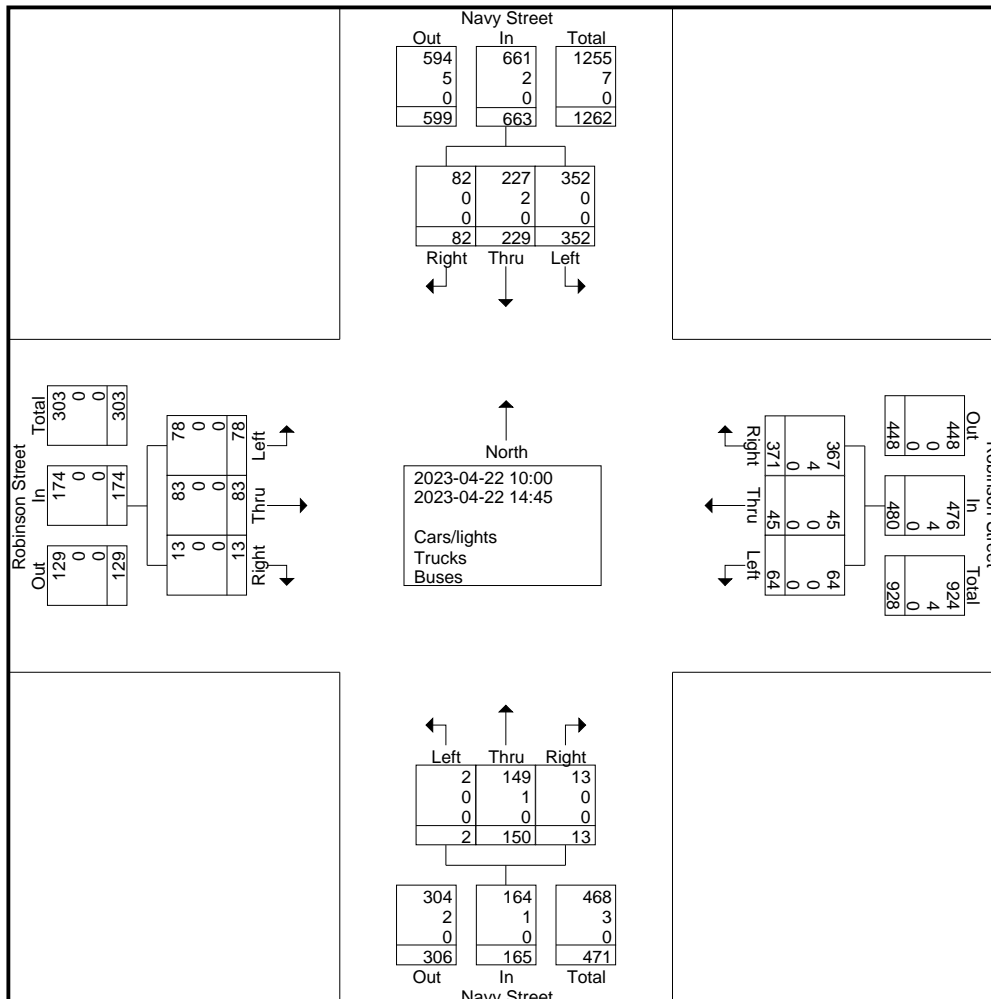 Navy Street
Out In Total
594 661 1255
5 2 7
0 0 0
599 663 1262
82 227 352
0 2 0
0 0 0
82 229 352
Right Thru Left
Robinson Street
Total
303 0 0 303
In
174 0 0 174
Out
129 0 0 129
78 0 0 78
Left
83 0 0 83
Thru
13 0 0 13
Right
North
2023-04-22 10:00
2023-04-22 14:45
Cars/lights
Trucks
Buses
Right
367 4 0 371
Thru
45 0 0 45
Left
64 0 0 64
Out
448 0 0 448
In
476 4 0 480
Total
924 4 0 928
Robinson Street
Left Thru Right
2 149 13
0 1 0
0 0 0
2 150 13
304 164 468
2 1 3
0 0 0
306 165 471
Out In Total
Navy Street